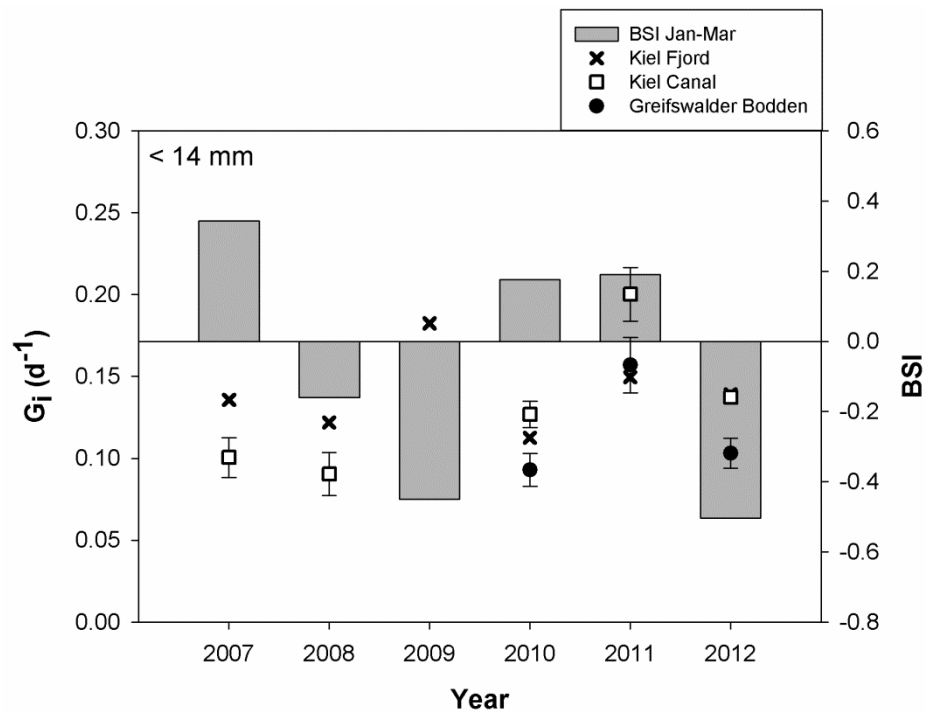 BSI Jan-Mar
Kiel Fjord
Kiel Canal
Greifswalder Bodden
< 14 mm
0.30
0.25
0.20
0.15
0.10
0.05
0.00
Gi (d-1)
0.6
0.4
0.2
0.0
-0.2
-0.4
-0.6
-0.8
BSI
2007 2008 2009 2010 2011 2012
Year